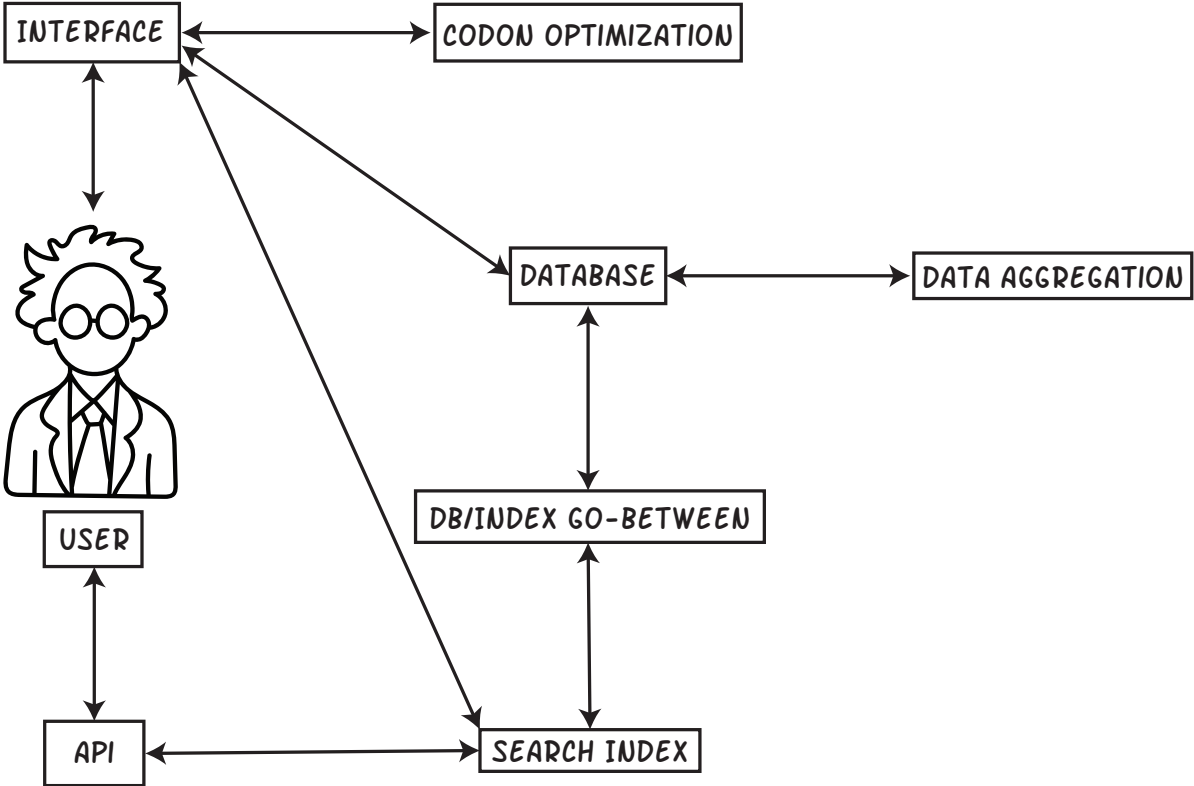 INTERFACE
CODON OPTIMIZATION
DATABASE
DATA AGGREGATION
DB/INDEX GO-BETWEEN
USER
API
SEARCH INDEX